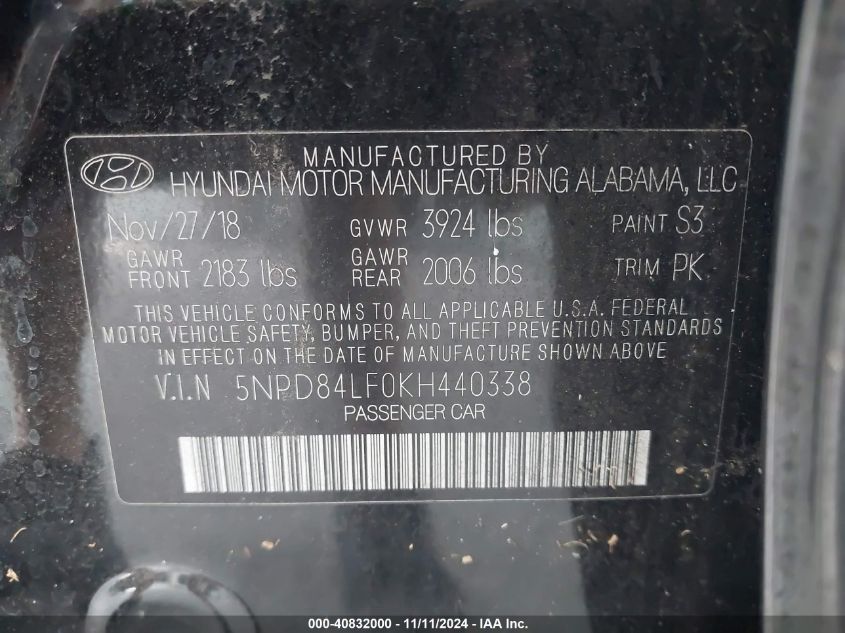 MANUFACTURED BY
HYUNDAI MOTOR MANUFACTURING ALABAMA, LLC
Nov/27/18 GVWR 3924 lbs PAINT S3
GAWR FRONT 2183 lbs GAWR REAR 2006 lbs TRIM PK
THIS VEHICLE CONFORMS TO ALL APPLICABLE U.S.A. FEDERAL
MOTOR VEHICLE SAFETY, BUMPER, AND THEFT PREVENTION STANDARDS
IN EFFECT ON THE DATE OF MANUFACTURE SHOWN ABOVE
V.I.N 5NPD84LF0KH440338
PASSENGER CAR
000-40832000 - 11/11/2024 - IAA Inc.